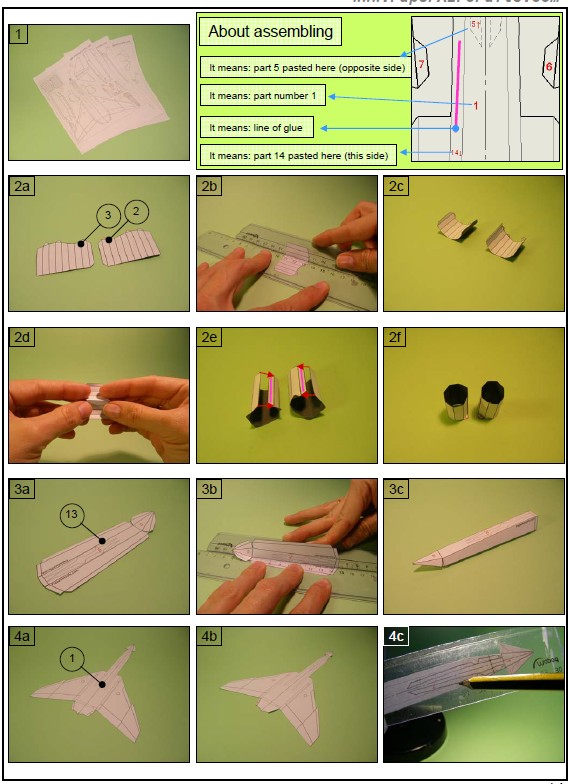 1
About assembling
It means: part 5 pasted here (opposite side)
It means: part number 1
It means: line of glue
It means: part 14 pasted here (this side)
5
7
6
1
14
2a
3
2
2b
2c
2d
2e
2f
3a
13
3b
3c
4a
1
4b
4c